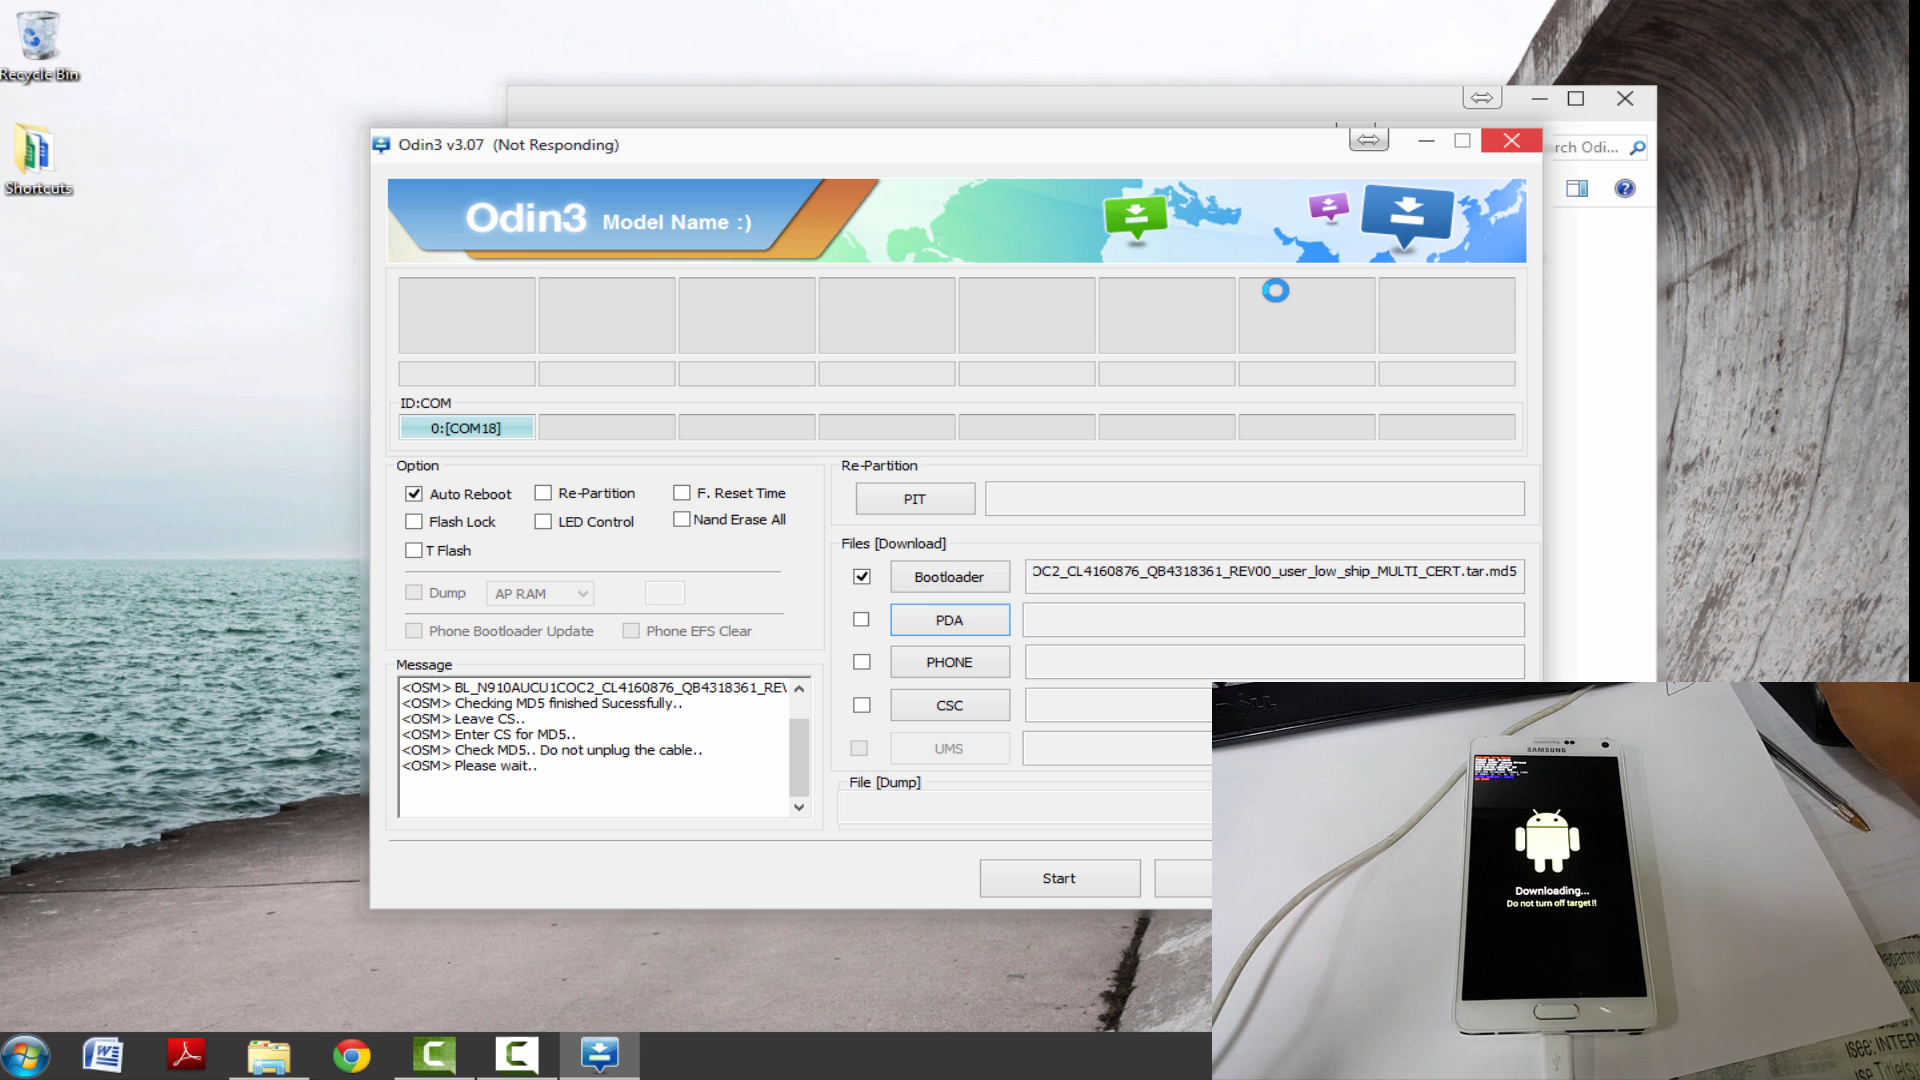 Recycle Bin
Shortcuts
Odin3 v3.07 (Not Responding)
rch Odi...
Odin3 Model Name :)
ID:COM
0:[COM18]
Option
Auto Reboot
Re-Partition
F. Reset Time
Flash Lock
LED Control
Nand Erase All
T Flash
Dump
AP RAM
Phone Bootloader Update
Phone EFS Clear
Message
<OSM> BL_N910AUCU1COC2_CL4160876_QB4318361_REV
<OSM> Checking MD5 finished Sucessfully..
<OSM> Leave CS..
<OSM> Enter CS for MD5..
<OSM> Check MD5.. Do not unplug the cable..
<OSM> Please wait..
Re-Partition
PIT
Files [Download]
Bootloader
OC2_CL4160876_QB4318361_REV00_user_low_ship_MULTI_CERT.tar.md5
PDA
PHONE
CSC
UMS
File [Dump]
Start
DELL
SAMSUNG
Downloading...
Do not turn off target!!